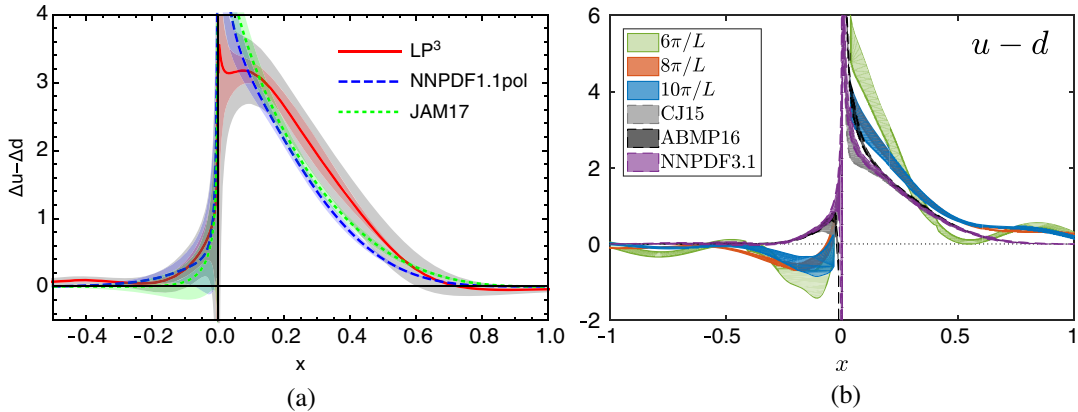 LP³
NNPDF1.1pol
JAM17
Δu−Δd
4
3
2
1
0
−0.4
−0.2
0.0
0.2
0.4
0.6
0.8
1.0
x
(a)
u − d
6π/L
8π/L
10π/L
CJ15
ABMP16
NNPDF3.1
6
4
2
0
-2
-1
-0.5
0
0.5
1
x
(b)